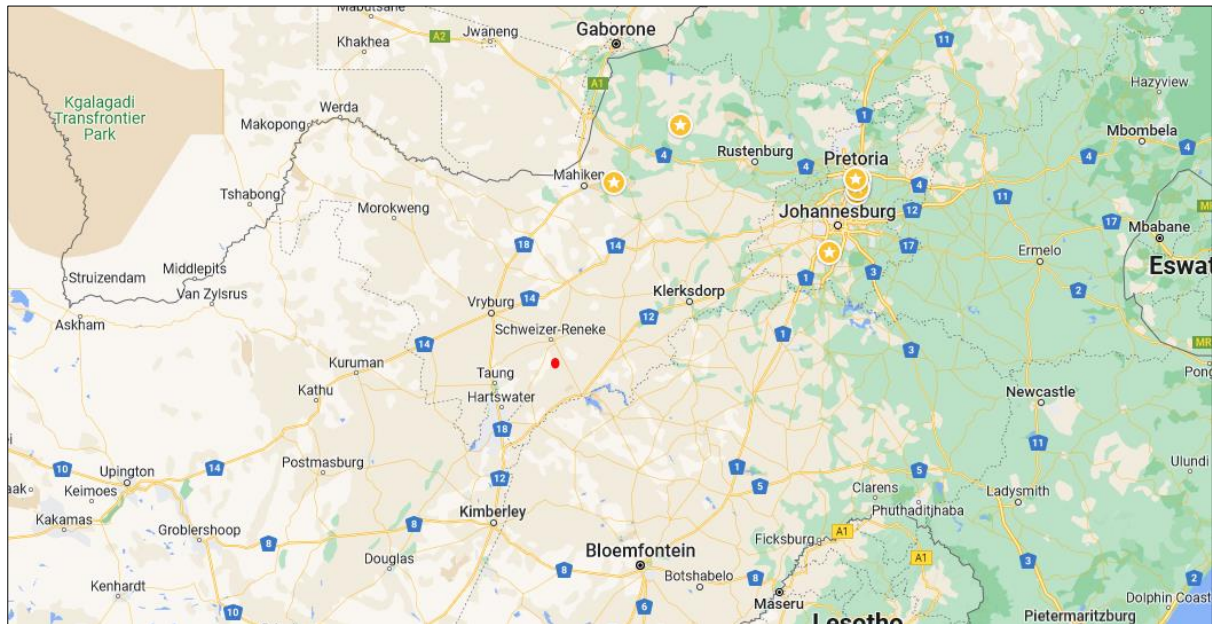 Mabutsane
Jwaneng
Gaborone
A2
11
Khakhea
Hazyview
A1
Kgalagadi
Transfrontier
Park
Werda
Makopong
1
Mbombela
4
4
Rustenburg
4
Pretoria
4
4
Mahiken
Tshabong
Morokweng
12
11
17
Johannesburg
Mbabane
18
14
17
Ermelo
Eswat
Struizendam
Middlepits
Van Zylsrus
1
3
2
Klerksdorp
14
Vryburg
Askham
12
Schweizer-Reneke
1
14
3
MR
Kuruman
Pong
Taung
Kathu
Hartswater
Newcastle
18
11
10
Upington
14
Postmasburg
12
1
5
5
Ulundi
Keimoes
Clarens
Ladysmith
Kimberley
Phuthaditjhaba
Kakamas
Groblershoop
8
8
A1
Ficksburg
Bloemfontein
Douglas
A1
3
8
Botshabelo
8
2
Kenhardt
Maseru
Dolphin Coast
10
6
Pietermaritzburg
Lesotho